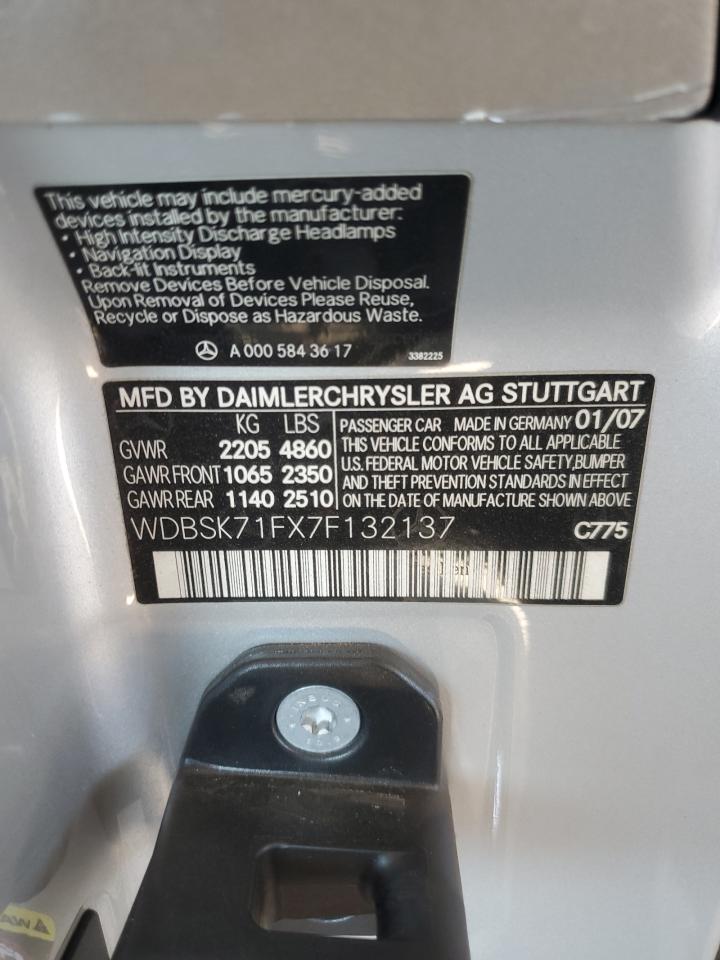 This vehicle may include mercury-added
devices installed by the manufacturer:
• High Intensity Discharge Headlamps
• Navigation Display
• Back-lit Instruments
Remove Devices Before Vehicle Disposal.
Upon Removal of Devices Please Reuse,
Recycle or Dispose as Hazardous Waste.
A 000 584 36 17
3382225
MFD BY DAIMLERCHRYSLER AG STUTTGART
KG LBS
GVWR 2205 4860
GAWR FRONT 1065 2350
GAWR REAR 1140 2510
PASSENGER CAR MADE IN GERMANY 01/07
THIS VEHICLE CONFORMS TO ALL APPLICABLE
U.S. FEDERAL MOTOR VEHICLE SAFETY,BUMPER
AND THEFT PREVENTION STANDARDS IN EFFECT
ON THE DATE OF MANUFACTURE SHOWN ABOVE
WDBSK71FX7F132137
C775